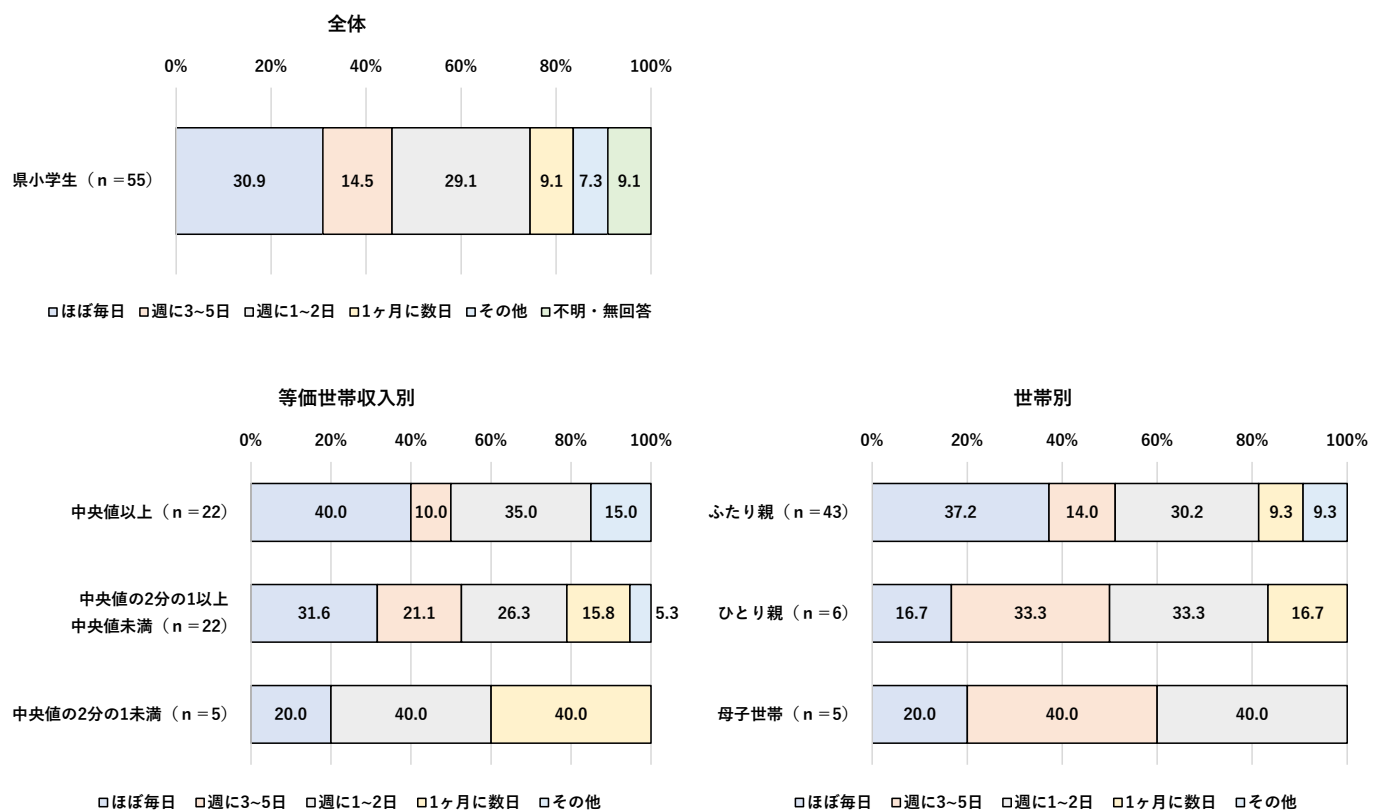 全体
0% 20% 40% 60% 80% 100%
県小学生（ｎ＝55） 30.9 14.5 29.1 9.1 7.3 9.1
ほぼ毎日 週に3~5日 週に1~2日 1ヶ月に数日 その他 不明・無回答
等価世帯収入別
0% 20% 40% 60% 80% 100%
中央値以上（ｎ＝22） 40.0 10.0 35.0 15.0
中央値の2分の1以上
中央値未満（ｎ＝22） 31.6 21.1 26.3 15.8 5.3
中央値の2分の1未満（ｎ＝5） 20.0 40.0 40.0
ほぼ毎日 週に3~5日 週に1~2日 1ヶ月に数日 その他
世帯別
0% 20% 40% 60% 80% 100%
ふたり親（ｎ＝43） 37.2 14.0 30.2 9.3 9.3
ひとり親（ｎ＝6） 16.7 33.3 33.3 16.7
母子世帯（ｎ＝5） 20.0 40.0 40.0
ほぼ毎日 週に3~5日 週に1~2日 1ヶ月に数日 その他